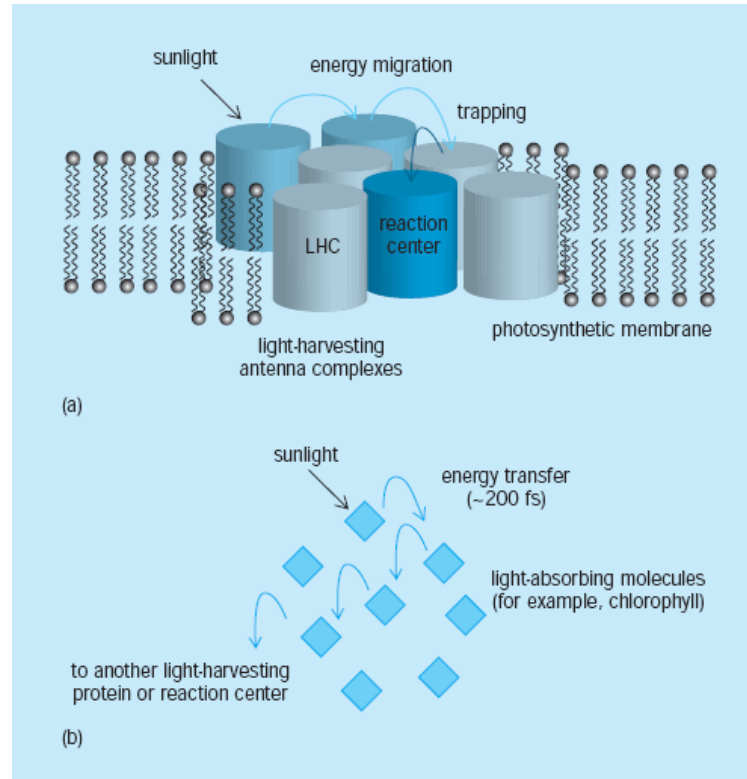 sunlight
energy migration
trapping
LHC
reaction
center
photosynthetic membrane
light-harvesting
antenna complexes
(a)
sunlight
energy transfer
(~200 fs)
light-absorbing molecules
(for example, chlorophyll)
to another light-harvesting
protein or reaction center
(b)